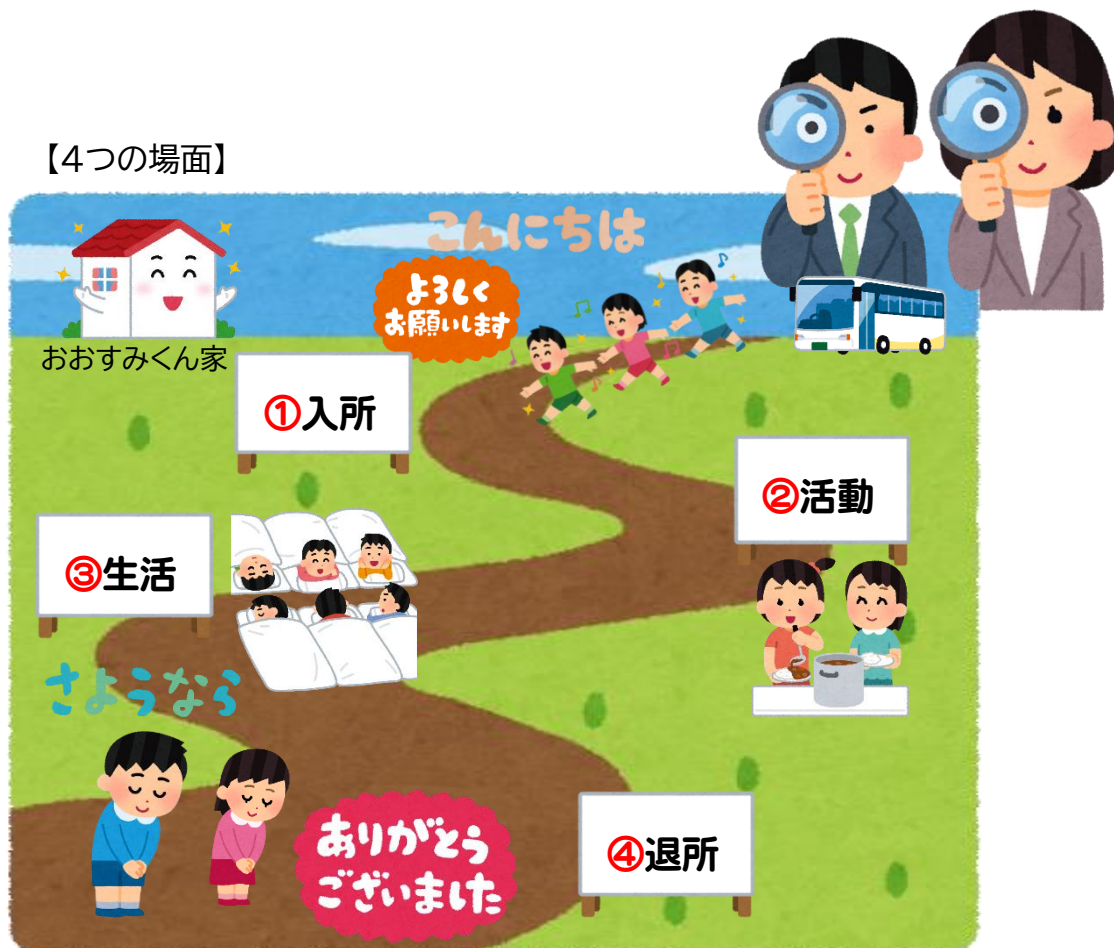 【4つの場面】
こんにちは
よろしく
お願いします
おおすみくん家
①入所
②活動
③生活
さようなら
ありがとう
ございました
④退所